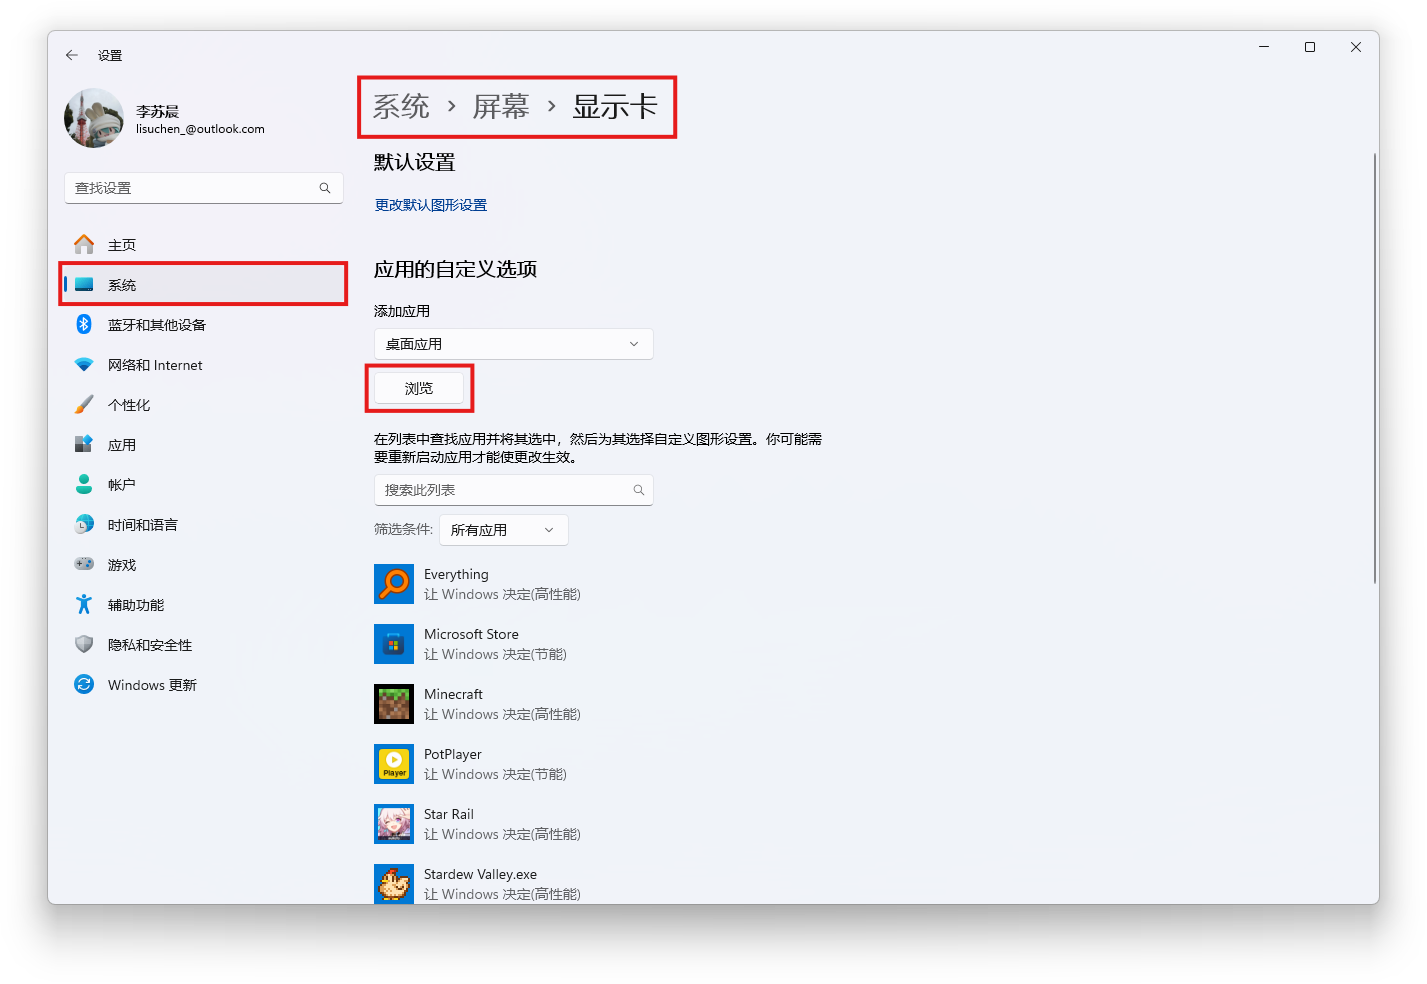 设置
李苏晨
lisuchen_@outlook.com
查找设置
主页
系统
蓝牙和其他设备
网络和 Internet
个性化
应用
帐户
时间和语言
游戏
辅助功能
隐私和安全性
Windows 更新
系统 › 屏幕 › 显示卡
默认设置
更改默认图形设置
应用的自定义选项
添加应用
桌面应用
浏览
在列表中查找应用并将其选中，然后为其选择自定义图形设置。你可能需
要重新启动应用才能使更改生效。
搜索此列表
筛选条件: 所有应用
Everything
让 Windows 决定(高性能)
Microsoft Store
让 Windows 决定(节能)
Minecraft
让 Windows 决定(高性能)
Player
PotPlayer
让 Windows 决定(节能)
Star Rail
让 Windows 决定(高性能)
Stardew Valley.exe
让 Windows 决定(高性能)